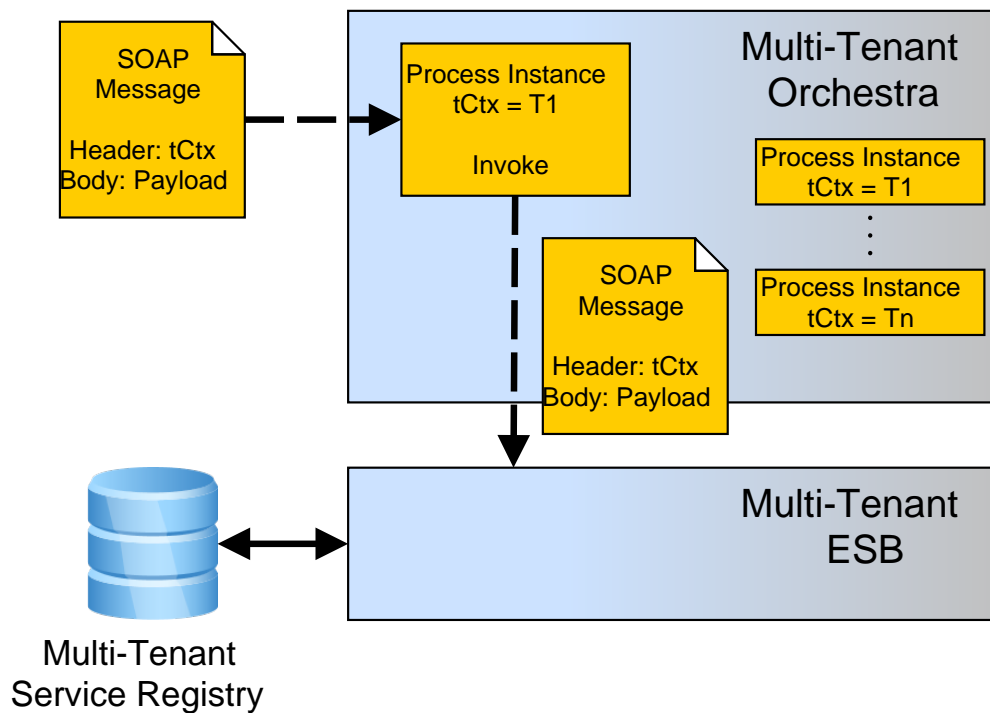 SOAP
Message
Header: tCtx
Body: Payload
Process Instance
tCtx = T1
Invoke
Multi-Tenant
Orchestra
Process Instance
tCtx = T1
Process Instance
tCtx = Tn
SOAP
Message
Header: tCtx
Body: Payload
Multi-Tenant
ESB
Multi-Tenant
Service Registry